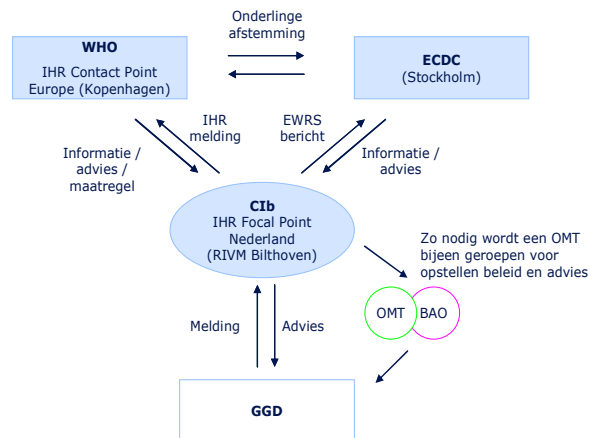 Onderlinge
afstemming
WHO
IHR Contact Point
Europe (Kopenhagen)
ECDC
(Stockholm)
IHR
melding
EWRS
bericht
Informatie /
advies /
maatregel
Informatie /
advies
CIb
IHR Focal Point
Nederland
(RIVM Bilthoven)
Zo nodig wordt een OMT
bijeen geroepen voor
opstellen beleid en advies
OMT
BAO
Melding
Advies
GGD